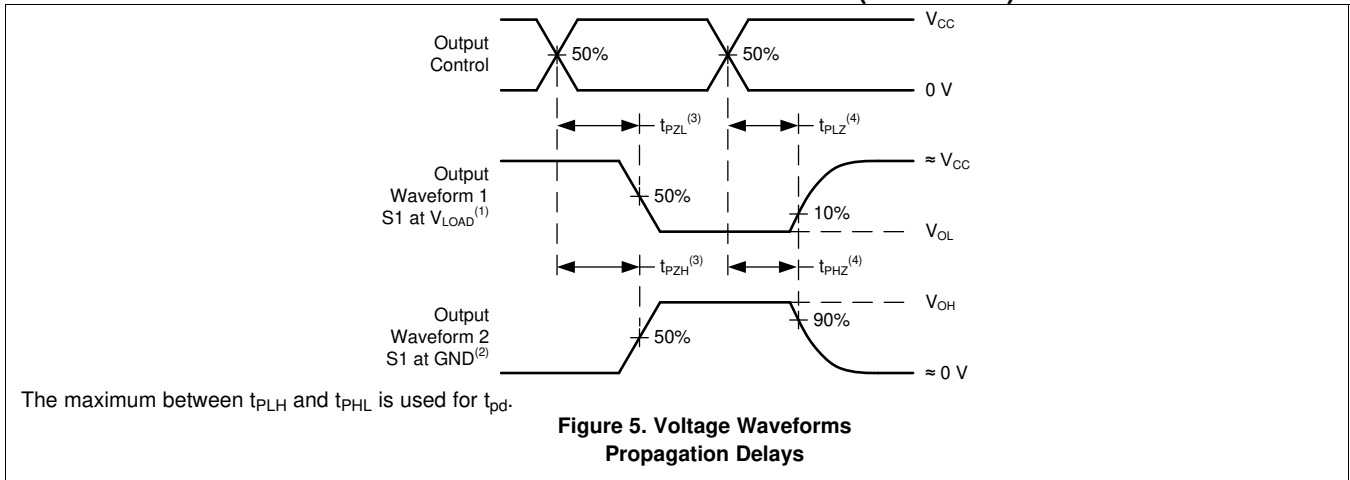 V_CC
Output
Control
50%
50%
0 V
t_PZL^(3)
t_PLZ^(4)
≈ V_CC
Output
Waveform 1
S1 at V_LOAD^(1)
50%
10%
V_OL
t_PZH^(3)
t_PHZ^(4)
V_OH
Output
Waveform 2
S1 at GND^(2)
50%
90%
≈ 0 V
The maximum between t_PLH and t_PHL is used for t_pd.
Figure 5. Voltage Waveforms
Propagation Delays